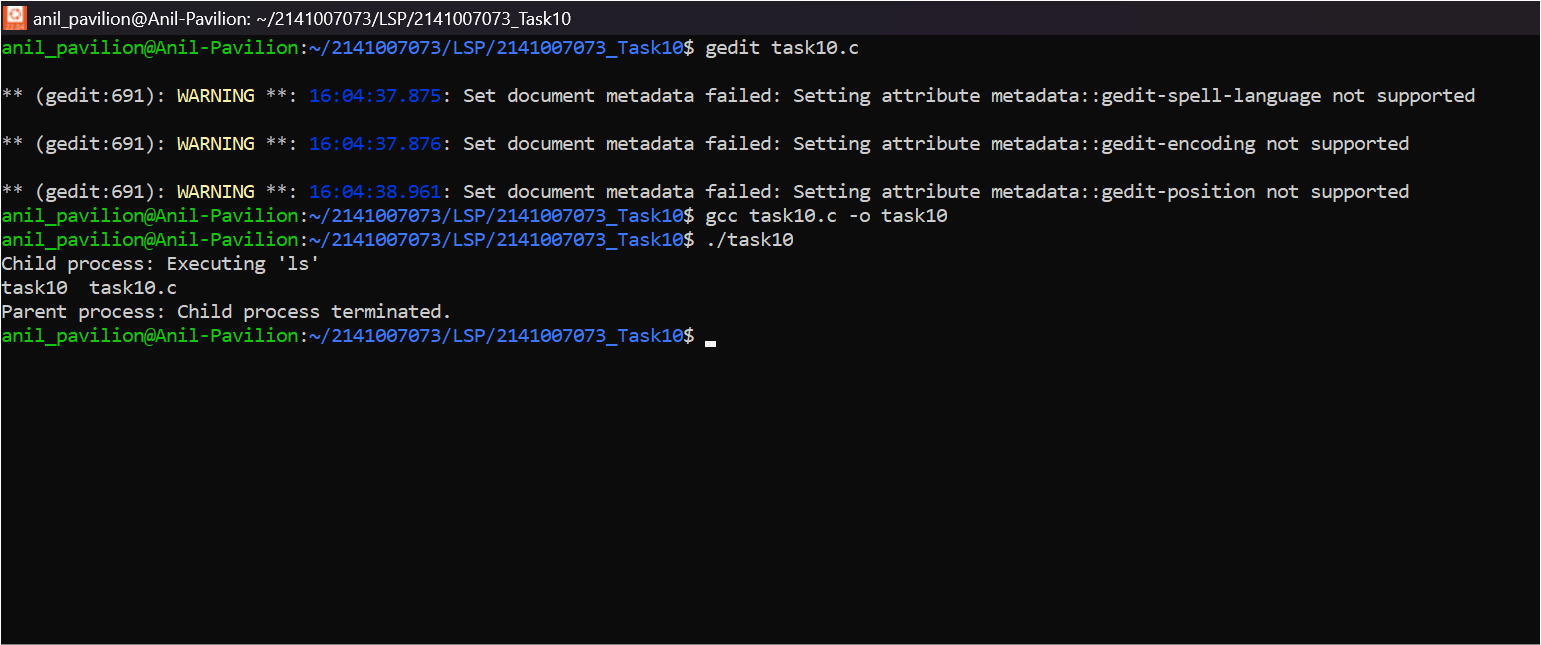 anil_pavilion@Anil-Pavilion: ~/2141007073/LSP/2141007073_Task10
anil_pavilion@Anil-Pavilion:~/2141007073/LSP/2141007073_Task10$ gedit task10.c
** (gedit:691): WARNING **: 16:04:37.875: Set document metadata failed: Setting attribute metadata::gedit-spell-language not supported
** (gedit:691): WARNING **: 16:04:37.876: Set document metadata failed: Setting attribute metadata::gedit-encoding not supported
** (gedit:691): WARNING **: 16:04:38.961: Set document metadata failed: Setting attribute metadata::gedit-position not supported
anil_pavilion@Anil-Pavilion:~/2141007073/LSP/2141007073_Task10$ gcc task10.c -o task10
anil_pavilion@Anil-Pavilion:~/2141007073/LSP/2141007073_Task10$ ./task10
Child process: Executing 'ls'
task10  task10.c
Parent process: Child process terminated.
anil_pavilion@Anil-Pavilion:~/2141007073/LSP/2141007073_Task10$